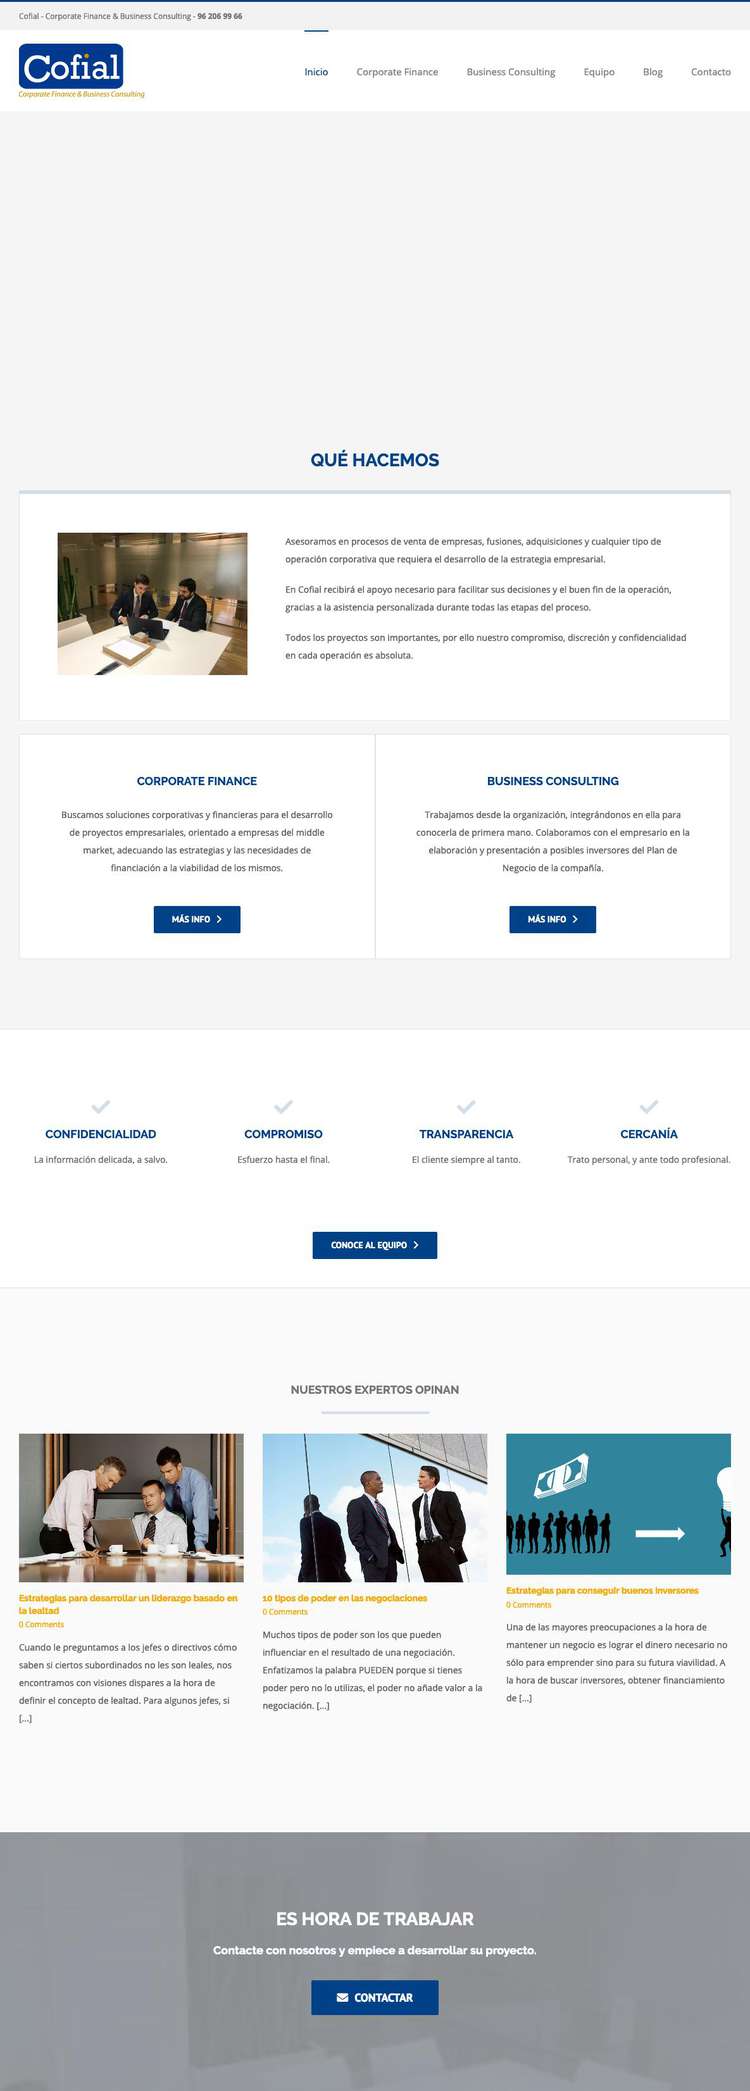 Cofial - Corporate Finance & Business Consulting - 96 206 99 66
Cofial
Corporate Finance & Business Consulting
Inicio
Corporate Finance
Business Consulting
Equipo
Blog
Contacto
QUÉ HACEMOS
Asesoramos en procesos de venta de empresas, fusiones, adquisiciones y cualquier tipo de
operación corporativa que requiera el desarrollo de la estrategia empresarial.
En Cofial recibirá el apoyo necesario para facilitar sus decisiones y el buen fin de la operación,
gracias a la asistencia personalizada durante todas las etapas del proceso.
Todos los proyectos son importantes, por ello nuestro compromiso, discreción y confidencialidad
en cada operación es absoluta.
CORPORATE FINANCE
Buscamos soluciones corporativas y financieras para el desarrollo
de proyectos empresariales, orientado a empresas del middle
market, adecuando las estrategias y las necesidades de
financiación a la viabilidad de los mismos.
MÁS INFO
BUSINESS CONSULTING
Trabajamos desde la organización, integrándonos en ella para
conocerla de primera mano. Colaboramos con el empresario en la
elaboración y presentación a posibles inversores del Plan de
Negocio de la compañía.
MÁS INFO
CONFIDENCIALIDAD
La información delicada, a salvo.
COMPROMISO
Esfuerzo hasta el final.
TRANSPARENCIA
El cliente siempre al tanto.
CERCANÍA
Trato personal, y ante todo profesional.
CONOCE AL EQUIPO
NUESTROS EXPERTOS OPINAN
Estrategias para desarrollar un liderazgo basado en
la lealtad
0 Comments
Cuando le preguntamos a los jefes o directivos cómo
saben si ciertos subordinados no les son leales, nos
encontramos con visiones dispares a la hora de
definir el concepto de lealtad. Para algunos jefes, si
[...]
10 tipos de poder en las negociaciones
0 Comments
Muchos tipos de poder son los que pueden
influenciar en el resultado de una negociación.
Enfatizamos la palabra PUEDEN porque si tienes
poder pero no lo utilizas, el poder no añade valor a la
negociación. [...]
Estrategias para conseguir buenos inversores
0 Comments
Una de las mayores preocupaciones a la hora de
mantener un negocio es lograr el dinero necesario no
sólo para emprender sino para su futura viavilidad. A
la hora de buscar inversores, obtener financiamiento
de [...]
ES HORA DE TRABAJAR
Contacte con nosotros y empiece a desarrollar su proyecto.
CONTACTAR